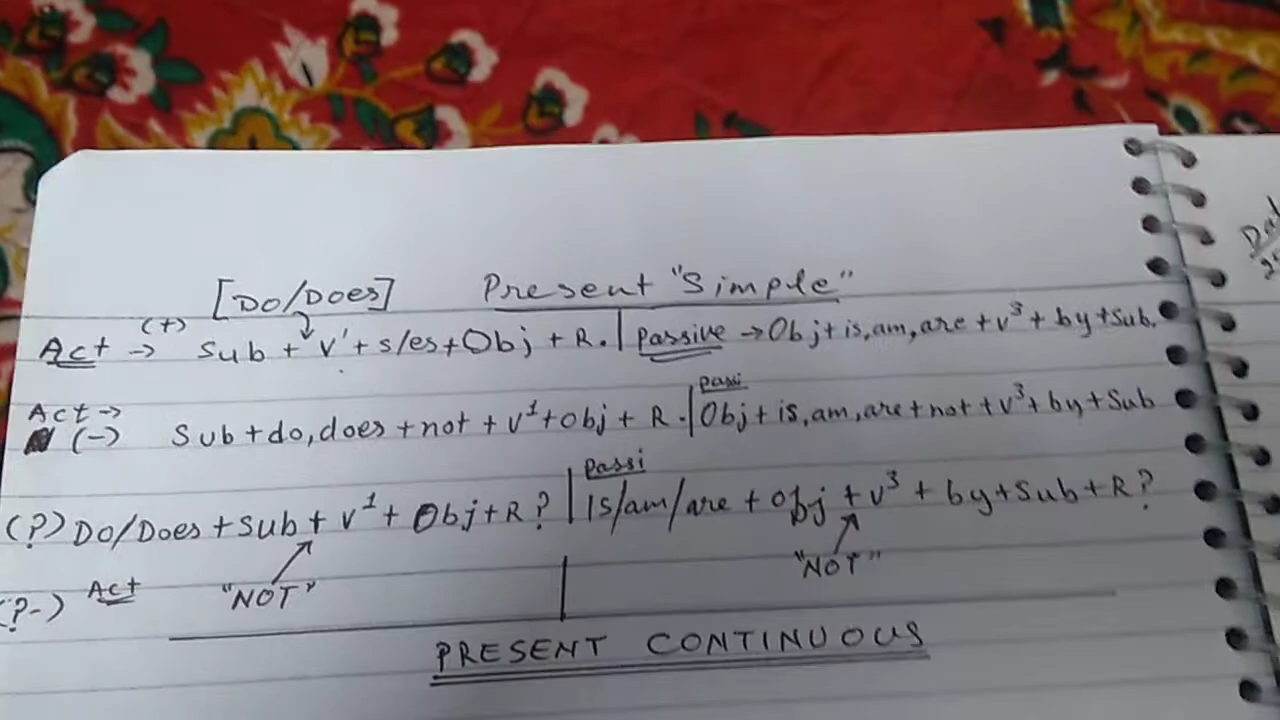 [Do/Does] Present "Simple"
Act → (+) Sub + V' + s/es + Obj + R. | Passive → Obj + is, am, are + v³ + by + Sub.
Act → (-) Sub + do, does + not + v¹ + obj + R. | passi Obj + is, am, are + not + v³ + by + Sub
(?) Do/Does + Sub + v¹ + Obj + R? | passi Is/am/are + Obj + v³ + by + Sub + R?
(?-) Act "NOT" "NOT"
PRESENT CONTINUOUS